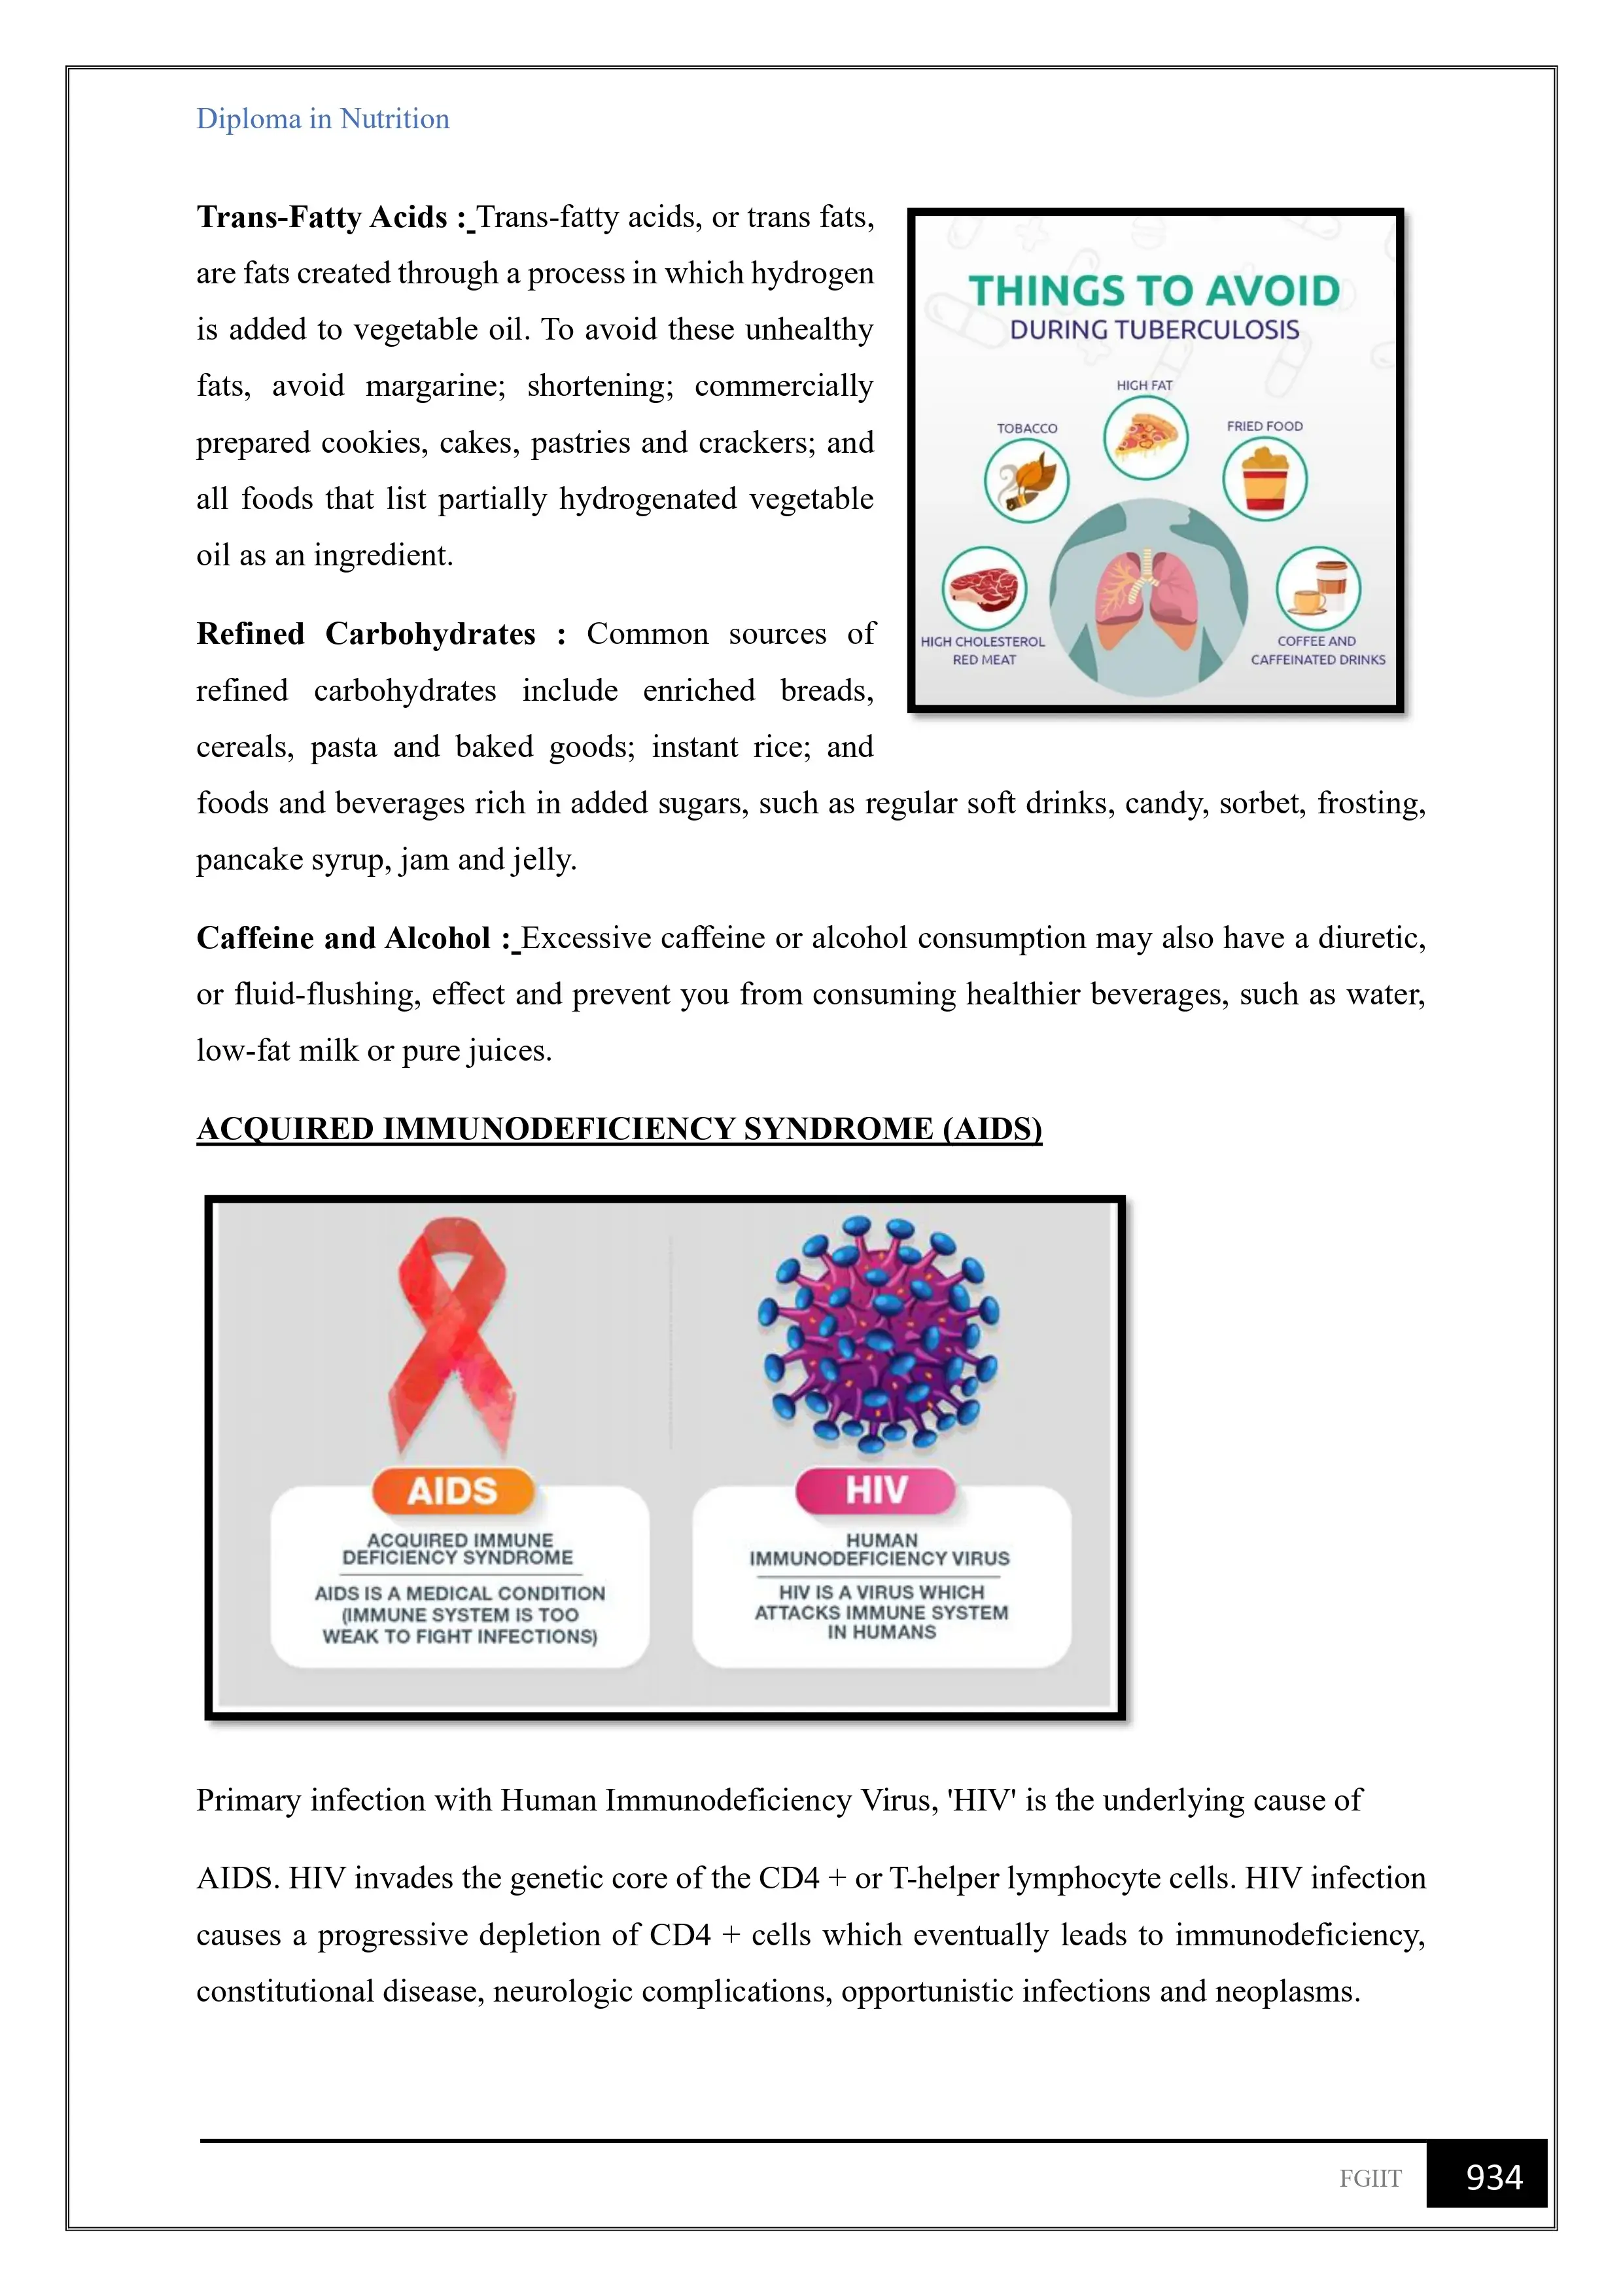 Diploma in Nutrition
Trans-Fatty Acids : Trans-fatty acids, or trans fats,
are fats created through a process in which hydrogen
is added to vegetable oil. To avoid these unhealthy
fats, avoid margarine; shortening; commercially
prepared cookies, cakes, pastries and crackers; and
all foods that list partially hydrogenated vegetable
oil as an ingredient.
THINGS TO AVOID
DURING TUBERCULOSIS
HIGH FAT
TOBACCO
FRIED FOOD
HIGH CHOLESTEROL
RED MEAT
COFFEE AND
CAFFEINATED DRINKS
Refined Carbohydrates : Common sources of
refined carbohydrates include enriched breads,
cereals, pasta and baked goods; instant rice; and
foods and beverages rich in added sugars, such as regular soft drinks, candy, sorbet, frosting,
pancake syrup, jam and jelly.
Caffeine and Alcohol : Excessive caffeine or alcohol consumption may also have a diuretic,
or fluid-flushing, effect and prevent you from consuming healthier beverages, such as water,
low-fat milk or pure juices.
ACQUIRED IMMUNODEFICIENCY SYNDROME (AIDS)
AIDS
ACQUIRED IMMUNE
DEFICIENCY SYNDROME
AIDS IS A MEDICAL CONDITION
(IMMUNE SYSTEM IS TOO
WEAK TO FIGHT INFECTIONS)
HIV
HUMAN
IMMUNODEFICIENCY VIRUS
HIV IS A VIRUS WHICH
ATTACKS IMMUNE SYSTEM
IN HUMANS
Primary infection with Human Immunodeficiency Virus, 'HIV' is the underlying cause of
AIDS. HIV invades the genetic core of the CD4 + or T-helper lymphocyte cells. HIV infection
causes a progressive depletion of CD4 + cells which eventually leads to immunodeficiency,
constitutional disease, neurologic complications, opportunistic infections and neoplasms.
FGIIT
934